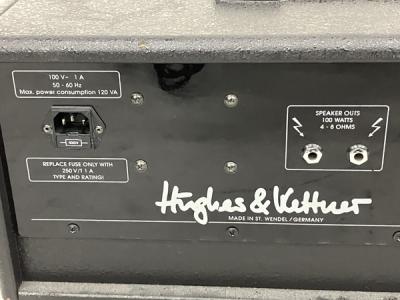 100 V~ 1 A
50 - 60 Hz
Max. power consumption 120 VA
SPEAKER OUTS
100 WATTS
4 - 8 OHMS
REPLACE FUSE ONLY WITH
250 V/T 1 A
TYPE AND RATING!
Hughes & Kettner
MADE IN ST. WENDEL / GERMANY